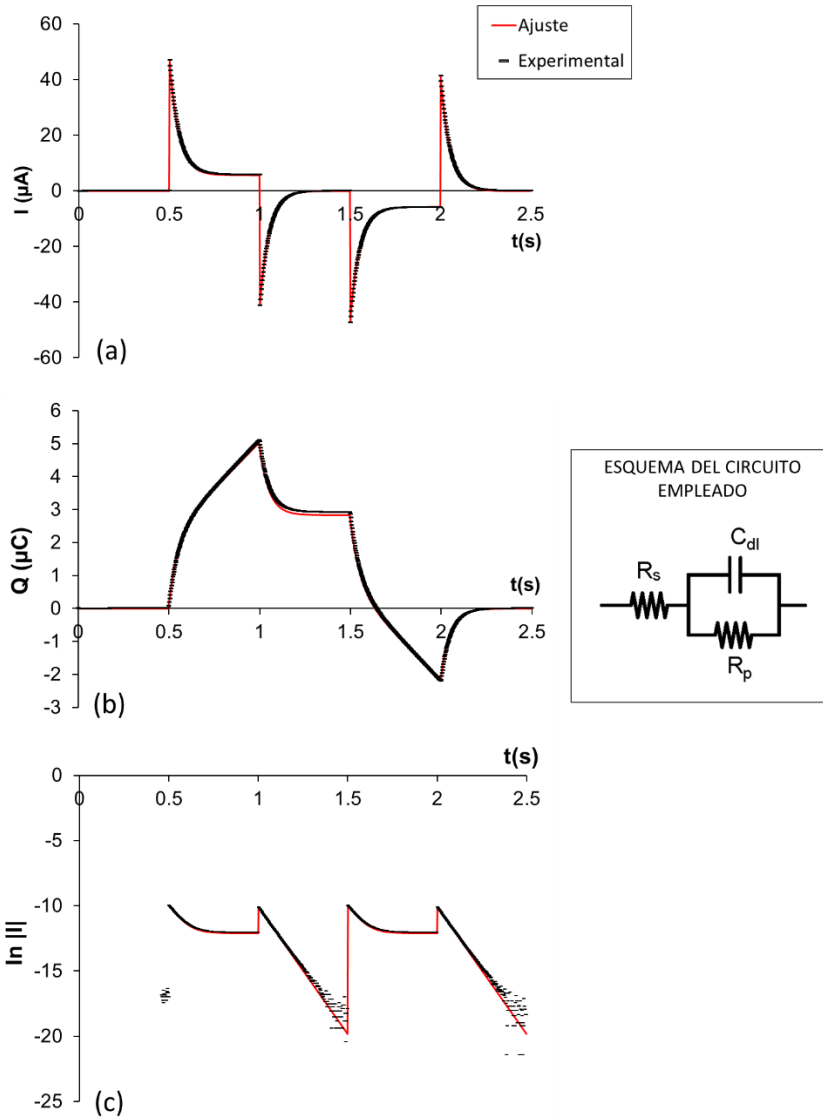 Ajuste
Experimental
60
40
20
0
-20
-40
-60
0 0.5 1 1.5 2 2.5
I (µA)
t(s)
(a)
6
5
4
3
2
1
0
-1
-2
-3
0 0.5 1 1.5 2 2.5
Q (µC)
t(s)
(b)
ESQUEMA DEL CIRCUITO
EMPLEADO
Cdl
Rs
Rp
t(s)
0
-5
-10
-15
-20
-25
0 0.5 1 1.5 2 2.5
ln |I|
(c)